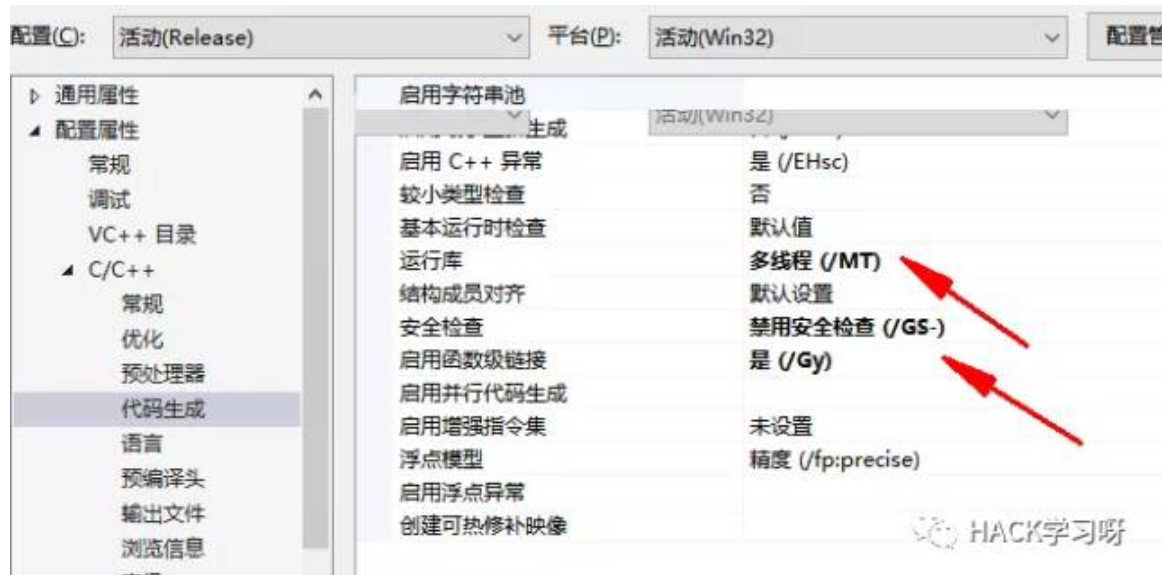 配置(C): 活动(Release) 平台(P): 活动(Win32) 配置管
通用属性
配置属性
常规
调试
VC++ 目录
C/C++
常规
优化
预处理器
代码生成
语言
预编译头
输出文件
浏览信息
启用字符串池
生成 活动(Win32)
启用 C++ 异常 是 (/EHsc)
较小类型检查 否
基本运行时检查 默认值
运行库 多线程 (/MT)
结构成员对齐 默认设置
安全检查 禁用安全检查 (/GS-)
启用函数级链接 是 (/Gy)
启用并行代码生成
启用增强指令集 未设置
浮点模型 精度 (/fp:precise)
启用浮点异常
创建可热修补映像
HACK学习呀